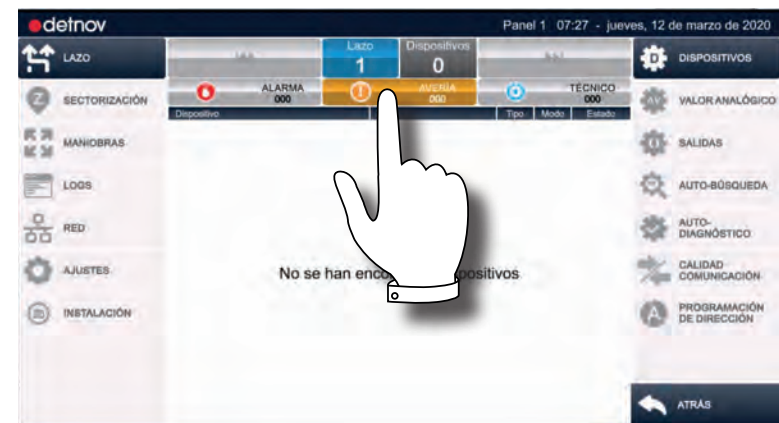 detnov
Panel 1 07:27 - jueves, 12 de marzo de 2020
LAZO
Lazo
1
Dispositivos
0
DISPOSITIVOS
SECTORIZACIÓN
ALARMA
000
AVERÍA
000
TÉCNICO
000
VALOR ANALÓGICO
Dispositivo
Tipo Modo Estado
MANIOBRAS
SALIDAS
LOGS
AUTO-BÚSQUEDA
RED
AUTO-
DIAGNÓSTICO
AJUSTES
No se han
CALIDAD
COMUNICACIÓN
INSTALACIÓN
PROGRAMACIÓN
DE DIRECCIÓN
ATRÁS